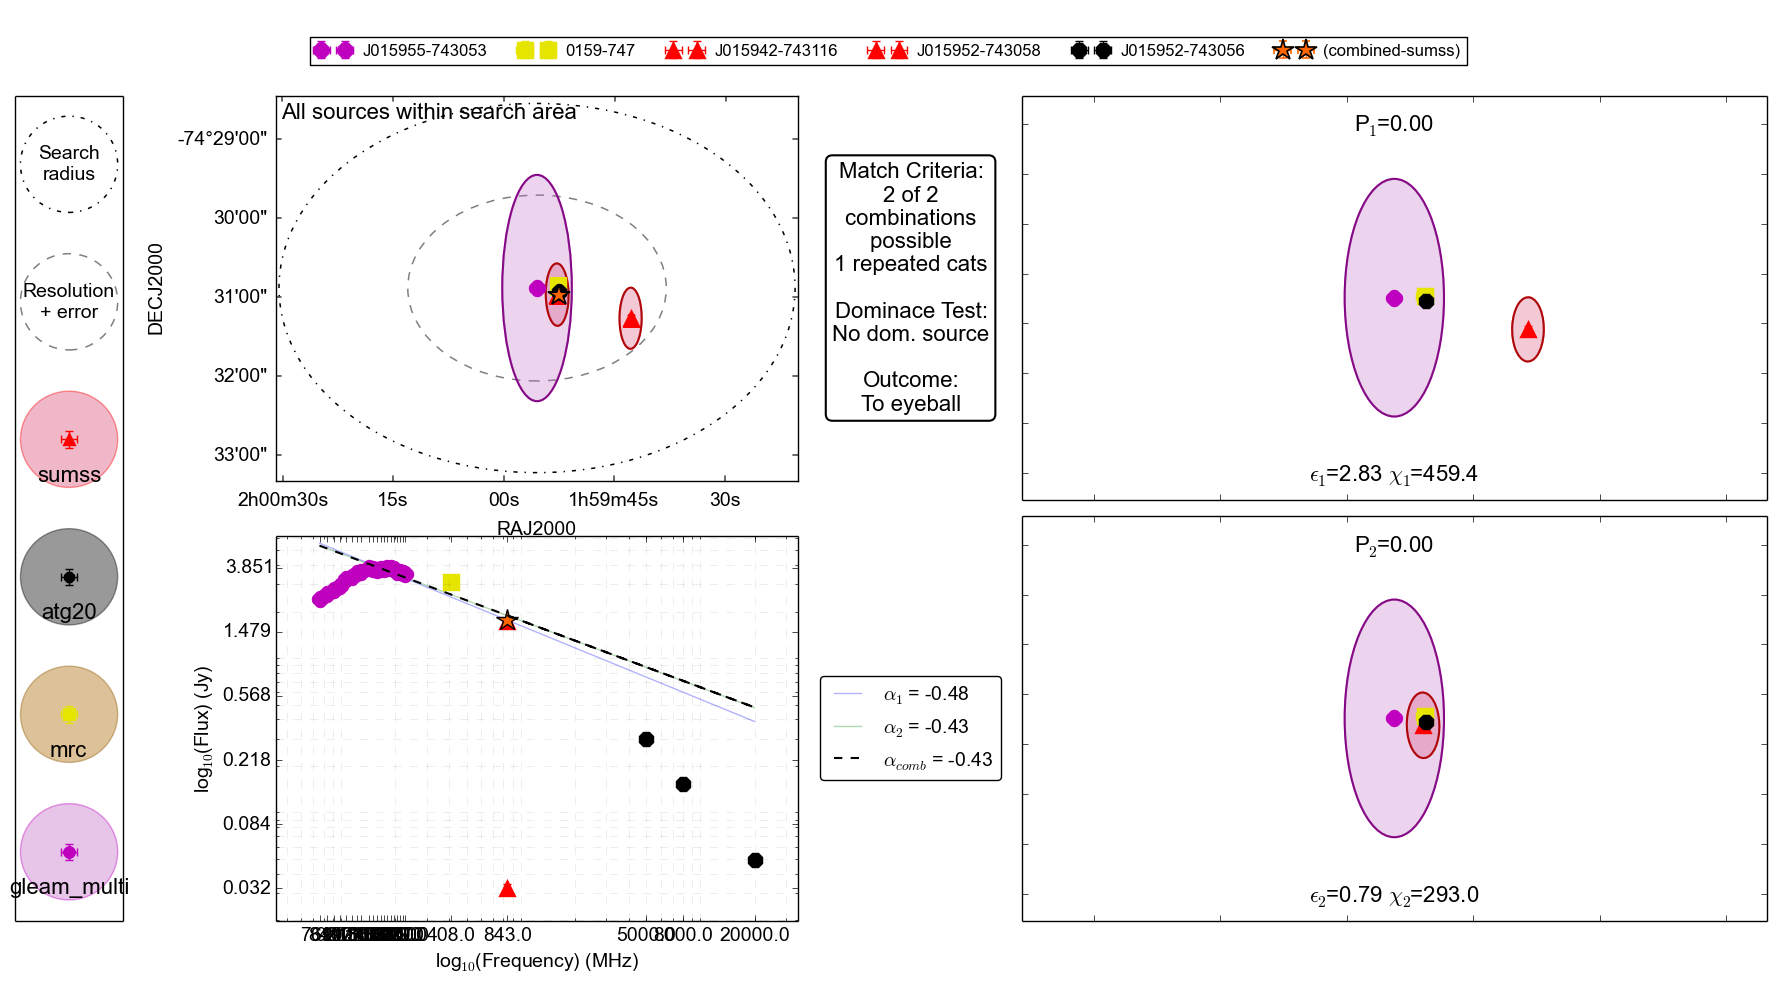 J015955-743053 0159-747 J015942-743116 J015952-743058 J015952-743056 (combined-sumss)
Search
radius
Resolution
+ error
sumss
atg20
mrc
gleam_multi
All sources within search area
DECJ2000
-74°29'00"
30'00"
31'00"
32'00"
33'00"
2h00m30s 15s 00s 1h59m45s 30s
RAJ2000
Match Criteria:
2 of 2
combinations
possible
1 repeated cats
Dominace Test:
No dom. source
Outcome:
To eyeball
P1=0.00
ϵ1=2.83 χ1=459.4
log10(Flux) (Jy)
3.851
1.479
0.568
0.218
0.084
0.032
408.0 843.0 5000.0 8000.0 20000.0
log10(Frequency) (MHz)
α1 = -0.48
α2 = -0.43
αcomb = -0.43
P2=0.00
ϵ2=0.79 χ2=293.0